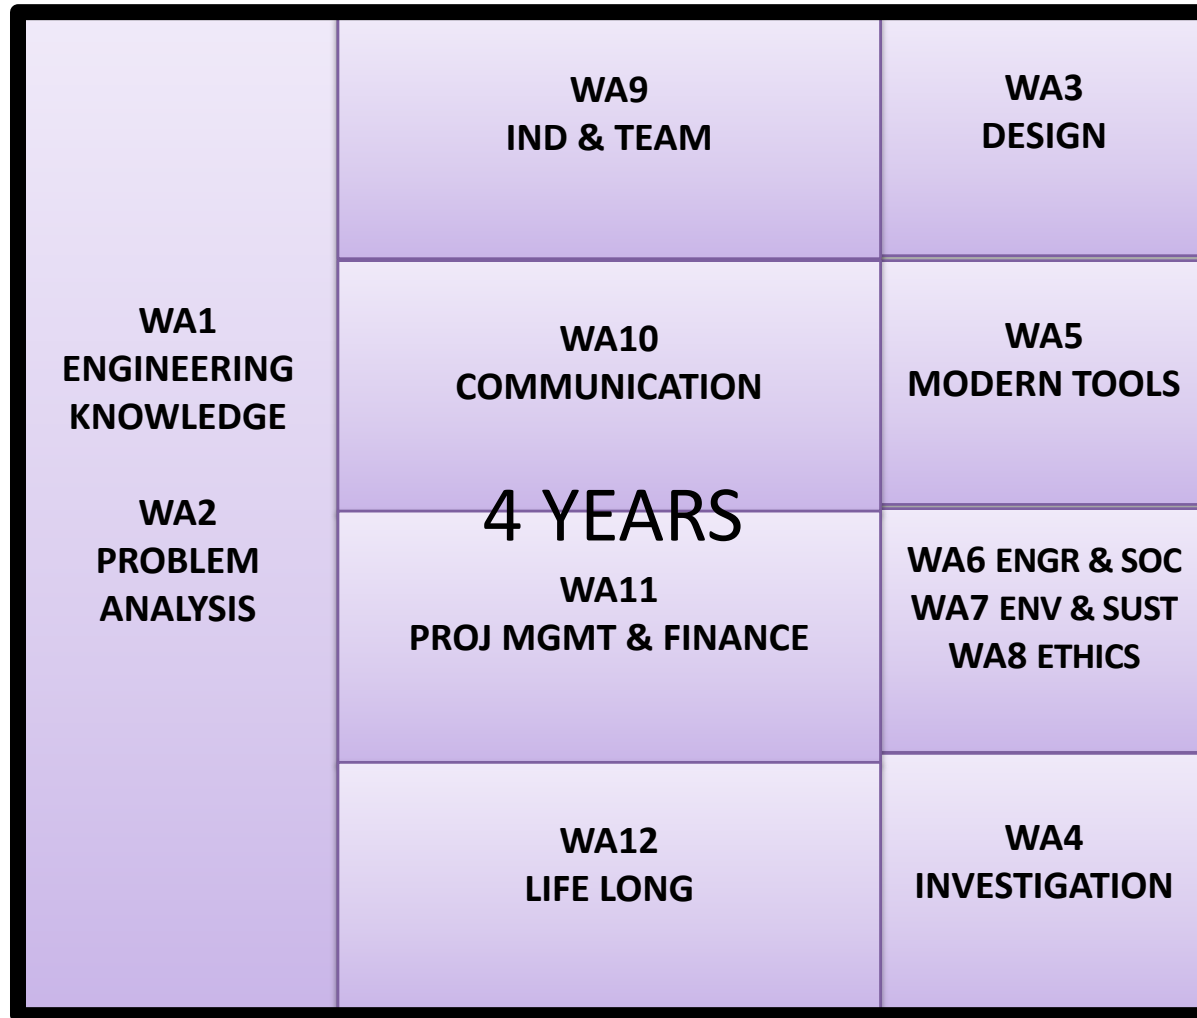 WA1
ENGINEERING
KNOWLEDGE
WA2
PROBLEM
ANALYSIS
WA9
IND & TEAM
WA10
COMMUNICATION
4 YEARS
WA11
PROJ MGMT & FINANCE
WA12
LIFE LONG
WA3
DESIGN
WA5
MODERN TOOLS
WA6 ENGR & SOC
WA7 ENV & SUST
WA8 ETHICS
WA4
INVESTIGATION